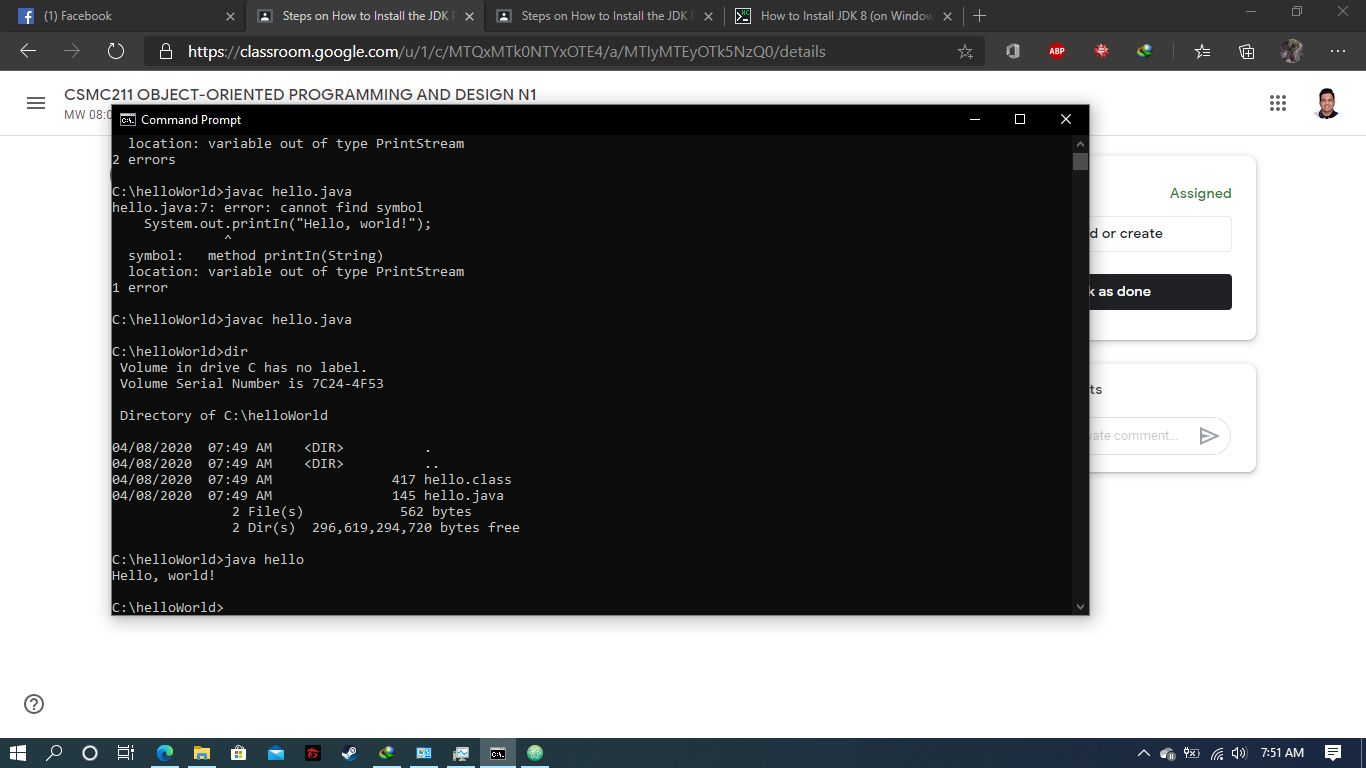 (1) Facebook
Steps on How to Install the JDK
Steps on How to Install the JDK
How to Install JDK 8 (on Window
https://classroom.google.com/u/1/c/MTQxMTk0NTYxOTE4/a/MTIyMTEyOTk5NzQ0/details
ABP
CSMC211 OBJECT-ORIENTED PROGRAMMING AND DESIGN N1
MW 08:0
Command Prompt
location: variable out of type PrintStream
2 errors
C:\helloWorld>javac hello.java
hello.java:7: error: cannot find symbol
System.out.printIn("Hello, world!");
^
symbol: method printIn(String)
location: variable out of type PrintStream
1 error
C:\helloWorld>javac hello.java
C:\helloWorld>dir
Volume in drive C has no label.
Volume Serial Number is 7C24-4F53
Directory of C:\helloWorld
04/08/2020 07:49 AM <DIR> .
04/08/2020 07:49 AM <DIR> ..
04/08/2020 07:49 AM 417 hello.class
04/08/2020 07:49 AM 145 hello.java
2 File(s) 562 bytes
2 Dir(s) 296,619,294,720 bytes free
C:\helloWorld>java hello
Hello, world!
C:\helloWorld>
Assigned
d or create
k as done
ts
vate comment...
7:51 AM